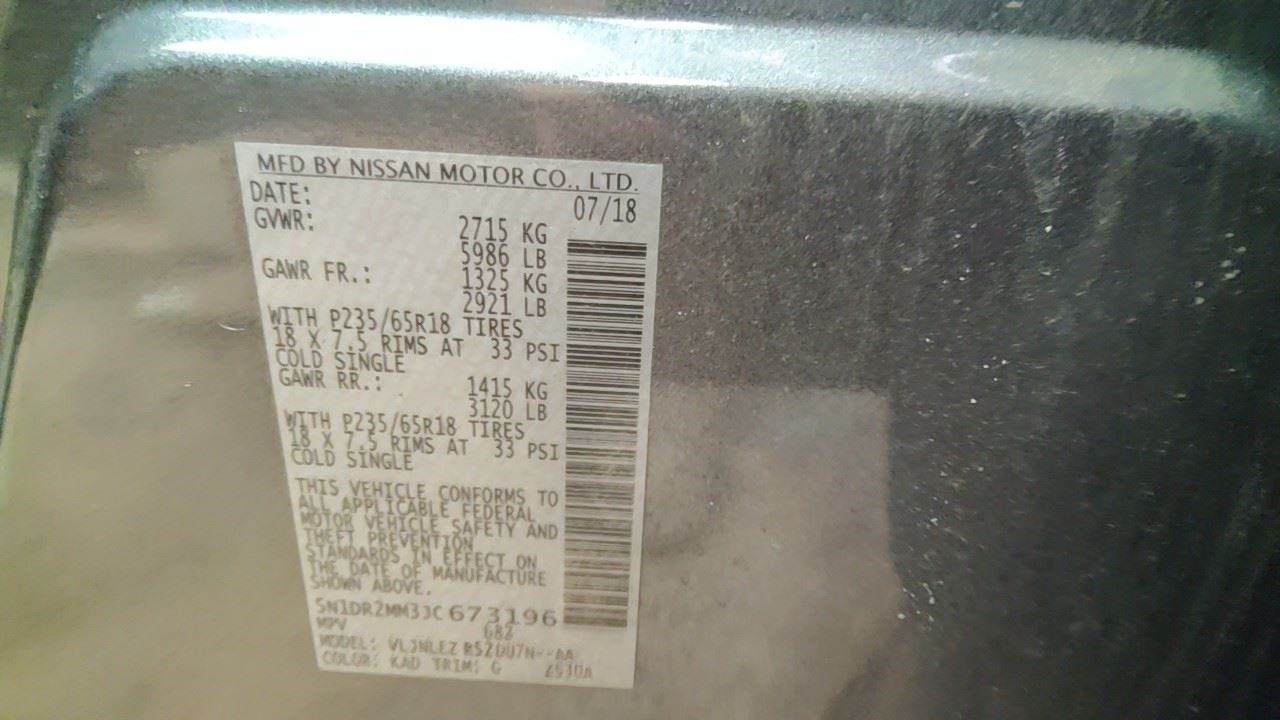 MFD BY NISSAN MOTOR CO., LTD.
DATE: 07/18
GVWR: 2715 KG
5986 LB
GAWR FR.: 1325 KG
2921 LB
WITH P235/65R18 TIRES
18 X 7.5 RIMS AT 33 PSI
COLD SINGLE
GAWR RR.: 1415 KG
3120 LB
WITH P235/65R18 TIRES
18 X 7.5 RIMS AT 33 PSI
COLD SINGLE
THIS VEHICLE CONFORMS TO
ALL APPLICABLE FEDERAL
MOTOR VEHICLE SAFETY AND
THEFT PREVENTION
STANDARDS IN EFFECT ON
THE DATE OF MANUFACTURE
SHOWN ABOVE.
5N1DR2MM3JC673196
MPV
MODEL:
COLOR: KAD TRIM: G